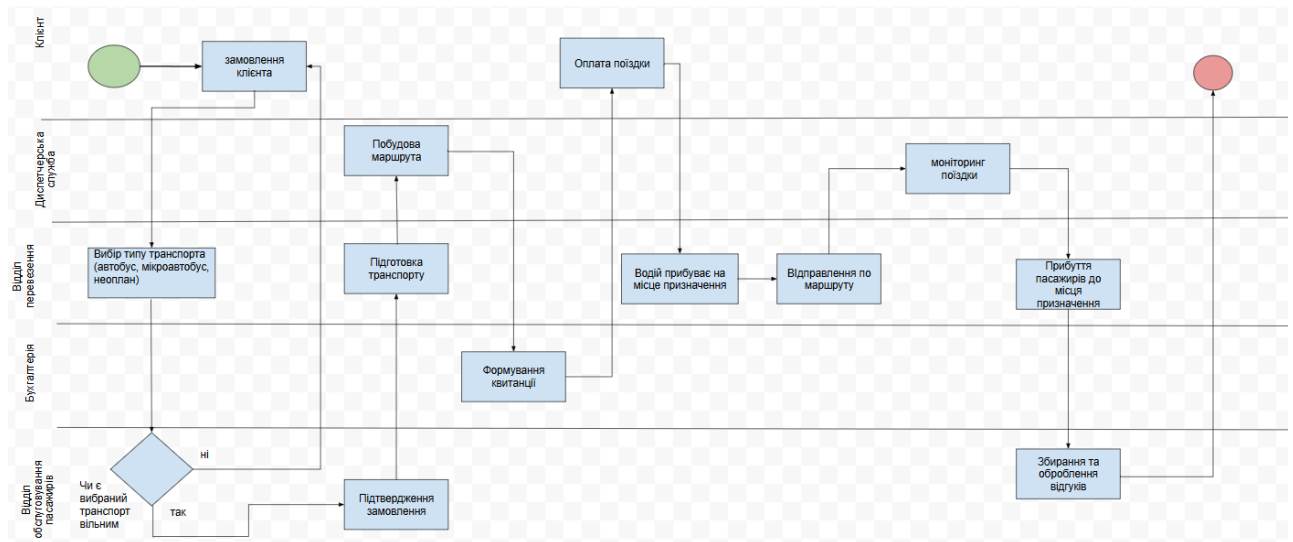 Клієнт
замовлення
клієнта
Оплата поїздки
Диспетчерська
служба
Побудова
маршрута
моніторинг
поїздки
Відділ
перевезення
Вибір типу транспорта
(автобус, мікроавтобус,
неоплан)
Підготовка
транспорту
Водій прибуває на
місце призначення
Відправлення по
маршруту
Прибуття
пасажирів до
місця
призначення
Бухгалтерія
Формування
квитанції
Відділ
обслуговування
пасажирів
Чи є
вибраний
транспорт
вільним
ні
так
Підтвердження
замовлення
Збирання та
оброблення
відгуків